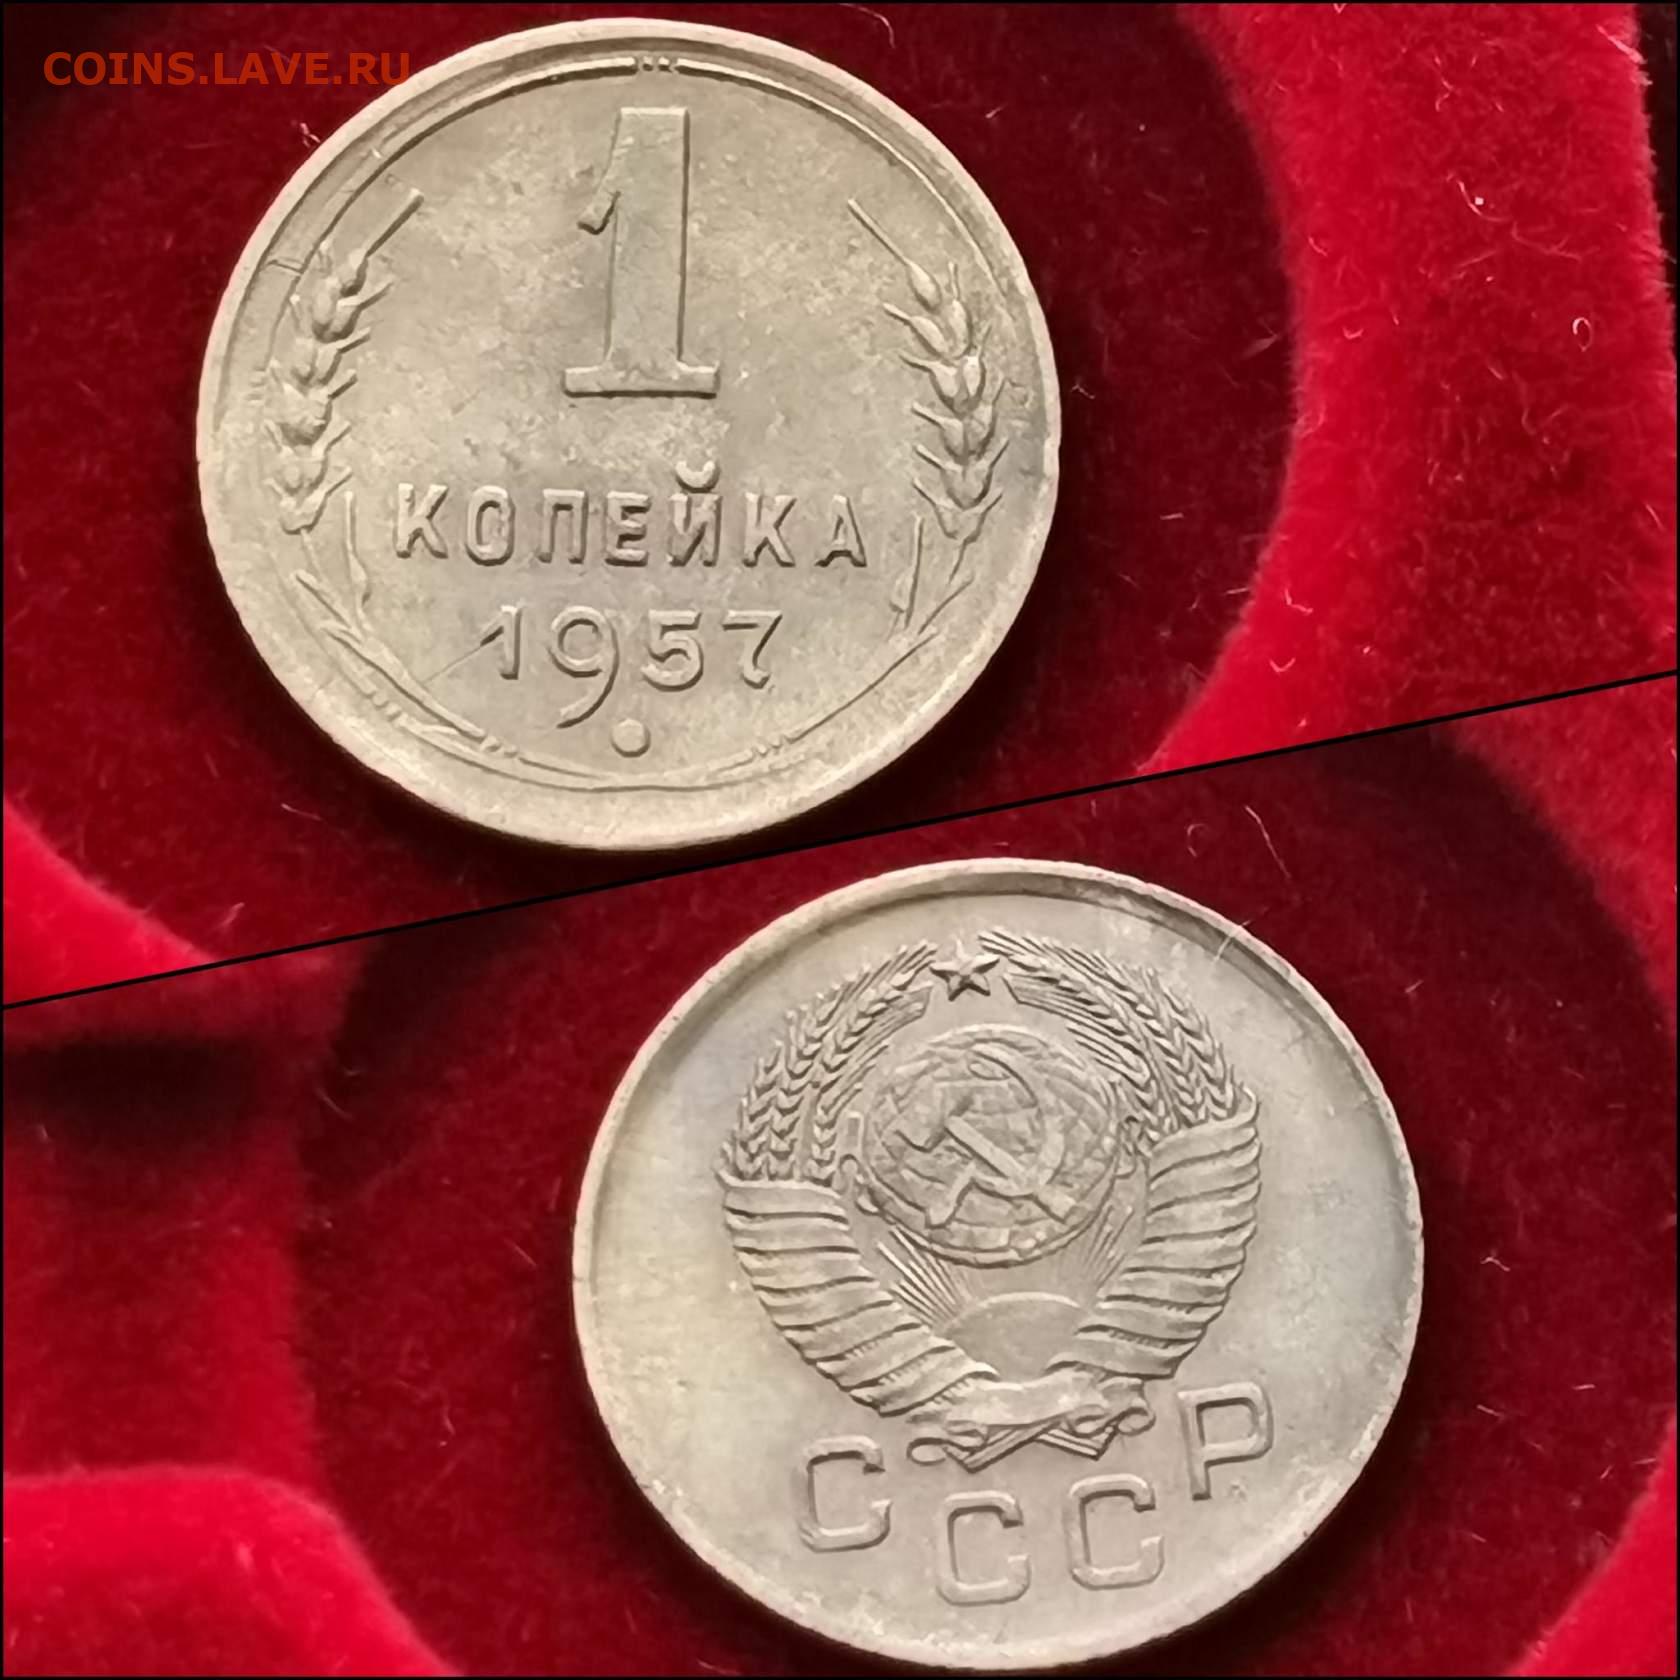 COINS.LAVE.RU
1
КОПЕЙКА
1957
СССР